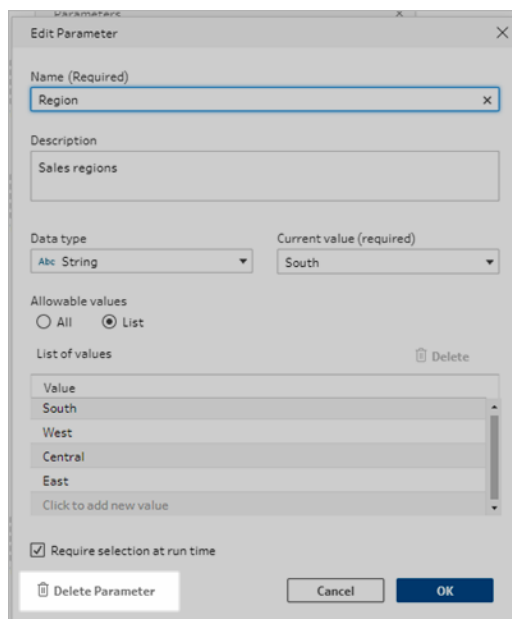 Parameters
Edit Parameter
Name (Required)
Region
Description
Sales regions
Data type Current value (required)
Abc String South
Allowable values
All List
List of values Delete
Value
South
West
Central
East
Click to add new value
Require selection at run time
Delete Parameter Cancel OK